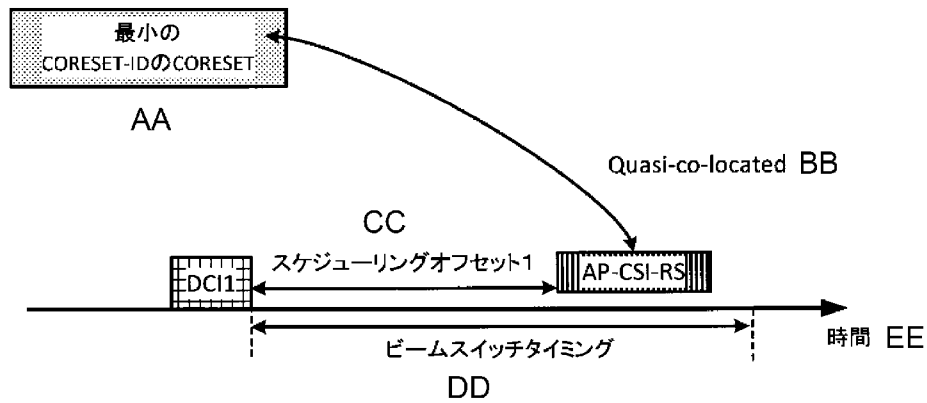 最小の
CORESET-IDのCORESET
AA
Quasi-co-located BB
CC
スケジューリングオフセット1
DCI1
AP-CSI-RS
時間 EE
ビームスイッチタイミング
DD